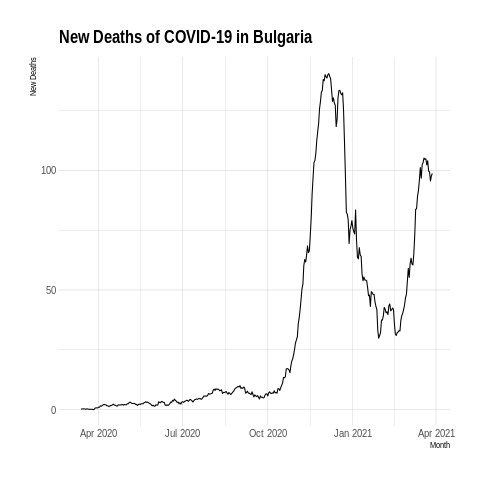 New Deaths of COVID-19 in Bulgaria
New Deaths
100
50
0
Apr 2020 Jul 2020 Oct 2020 Jan 2021 Apr 2021
Month